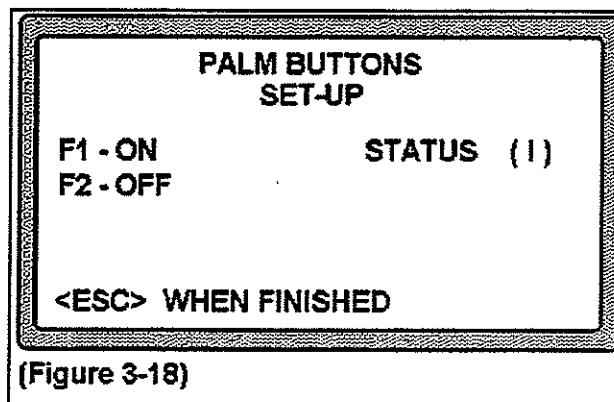 PALM BUTTONS
SET-UP
F1 - ON STATUS ( I )
F2 - OFF
<ESC> WHEN FINISHED
(Figure 3-18)